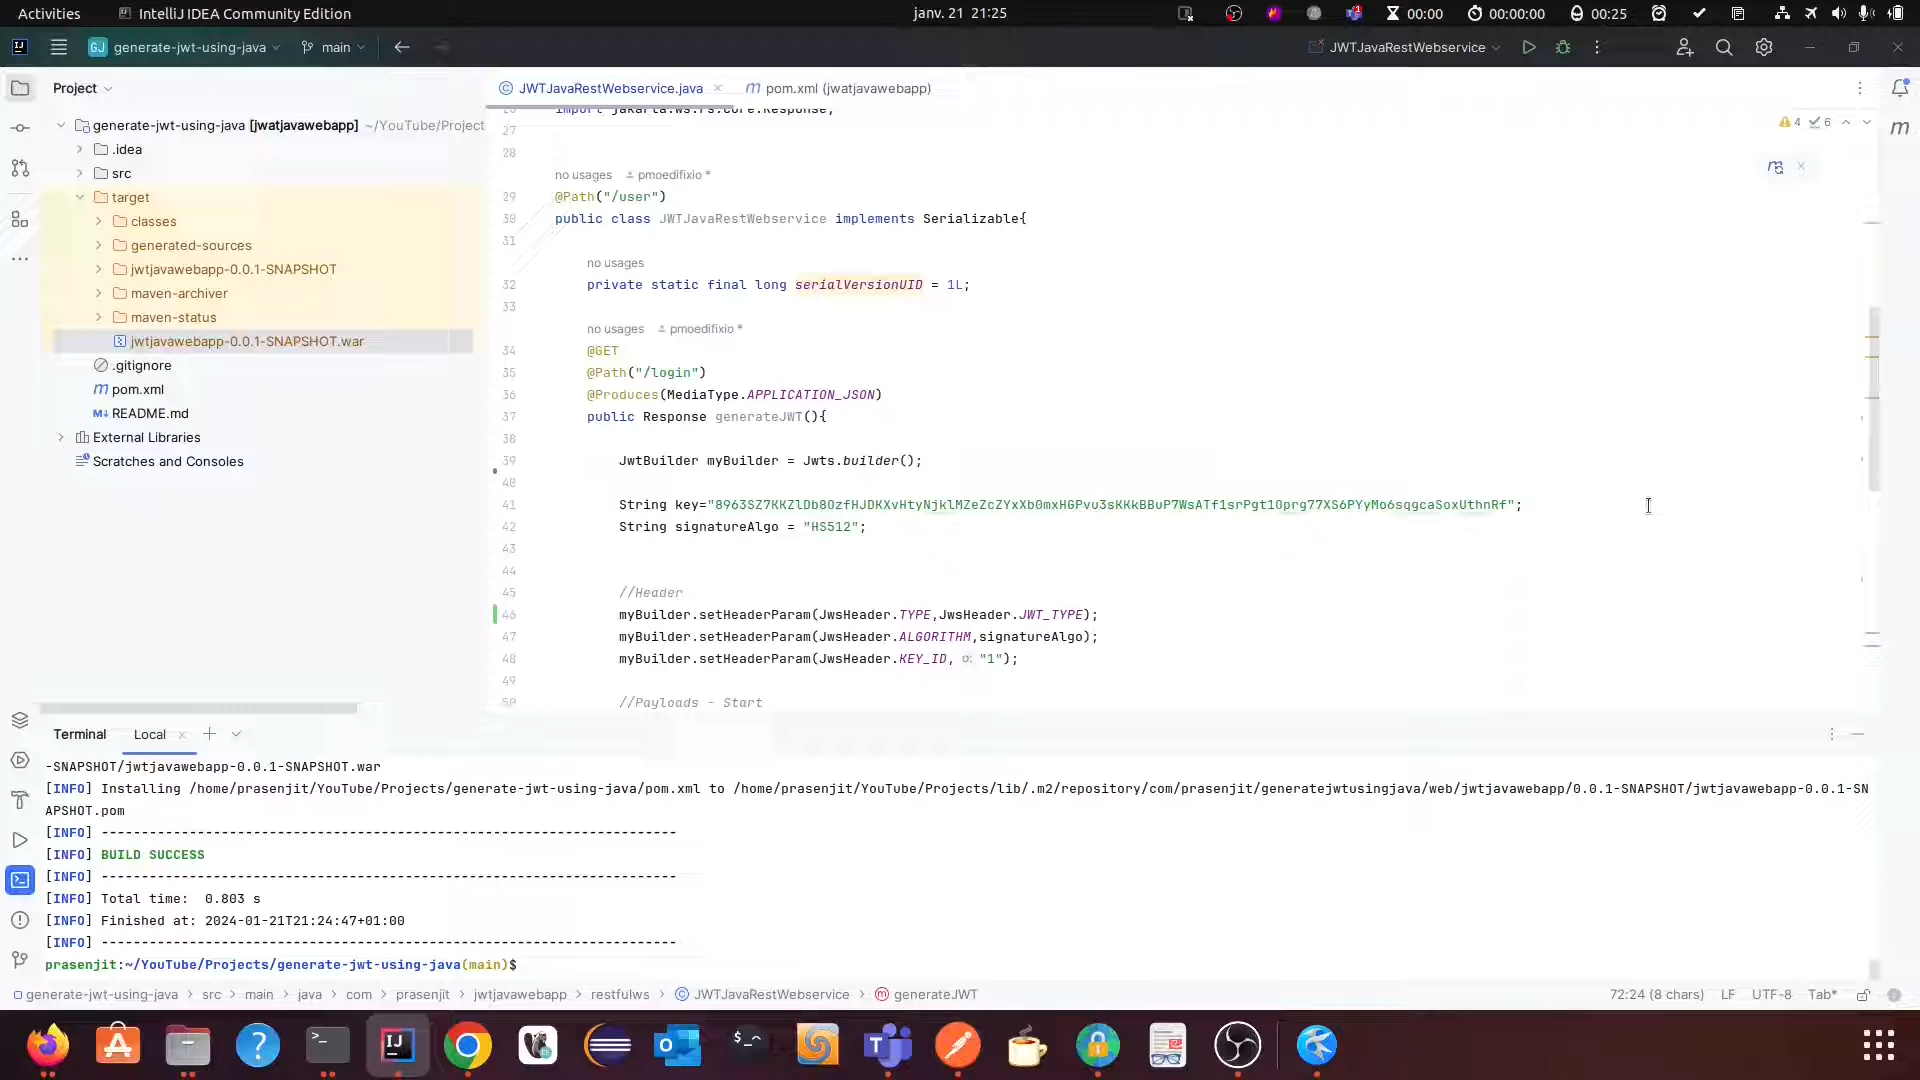 Activities
IntelliJ IDEA Community Edition
janv. 21 21:25
1
00:00
00:00:00
00:25
GJ
generate-jwt-using-java
main
JWTJavaRestWebservice
Project
JWTJavaRestWebservice.java
pom.xml (jwatjavawebapp)
generate-jwt-using-java [jwatjavawebapp] ~/YouTube/Project
.idea
src
target
classes
generated-sources
jwtjavawebapp-0.0.1-SNAPSHOT
maven-archiver
maven-status
jwtjavawebapp-0.0.1-SNAPSHOT.war
.gitignore
pom.xml
README.md
External Libraries
Scratches and Consoles
import jakarta.ws.rs.core.Response;
4 6
27
28
no usages pmoedifixio *
29 @Path("/user")
30 public class JWTJavaRestWebservice implements Serializable{
31
no usages
32 private static final long serialVersionUID = 1L;
33
no usages pmoedifixio *
34 @GET
35 @Path("/login")
36 @Produces(MediaType.APPLICATION_JSON)
37 public Response generateJWT(){
38
39 JwtBuilder myBuilder = Jwts.builder();
40
41 String key="8963SZ7KKZlDb8OzfHJDKXvHtyNjklMZeZcZYxXb0mxHGPvu3sKKkBBuP7WsATf1srPgt1Oprg77XS6PYyMo6sqgcaSoxUthnRf";
42 String signatureAlgo = "HS512";
43
44
45 //Header
46 myBuilder.setHeaderParam(JwsHeader.TYPE,JwsHeader.JWT_TYPE);
47 myBuilder.setHeaderParam(JwsHeader.ALGORITHM,signatureAlgo);
48 myBuilder.setHeaderParam(JwsHeader.KEY_ID, o: "1");
49
50 //Payloads - Start
Terminal
Local
-SNAPSHOT/jwtjavawebapp-0.0.1-SNAPSHOT.war
[INFO] Installing /home/prasenjit/YouTube/Projects/generate-jwt-using-java/pom.xml to /home/prasenjit/YouTube/Projects/lib/.m2/repository/com/prasenjit/generatejwtusingjava/web/jwtjavawebapp/0.0.1-SNAPSHOT/jwtjavawebapp-0.0.1-SN
APSHOT.pom
[INFO] ------------------------------------------------------------------------
[INFO] BUILD SUCCESS
[INFO] ------------------------------------------------------------------------
[INFO] Total time:  0.803 s
[INFO] Finished at: 2024-01-21T21:24:47+01:00
[INFO] ------------------------------------------------------------------------
prasenjit:~/YouTube/Projects/generate-jwt-using-java(main)$
generate-jwt-using-java > src > main > java > com > prasenjit > jwtjavawebapp > restfulws > JWTJavaRestWebservice > generateJWT
72:24 (8 chars) LF UTF-8 Tab*